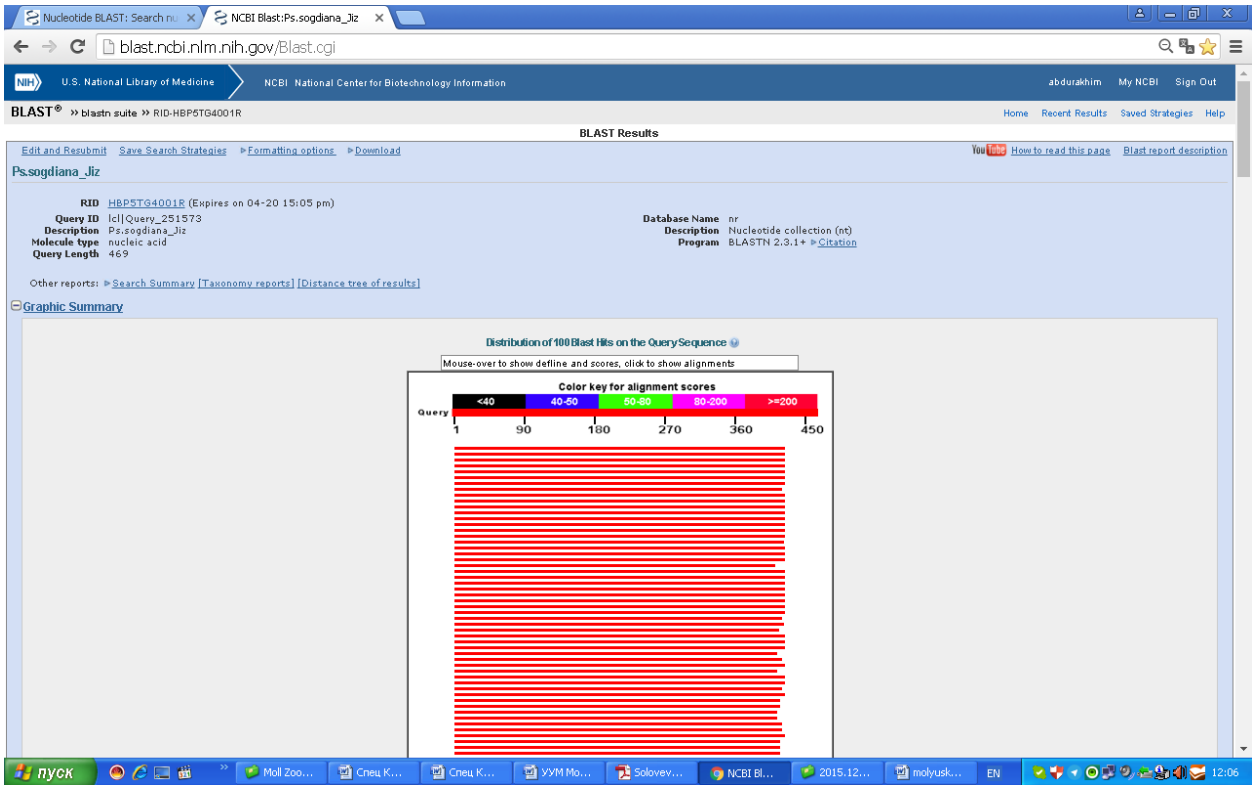 Nucleotide BLAST: Search nu
NCBI Blast:Ps.sogdiana_Jiz
blast.ncbi.nlm.nih.gov/Blast.cgi
NIH U.S. National Library of Medicine NCBI National Center for Biotechnology Information abdurakhim My NCBI Sign Out
BLAST® » blastn suite » RID-HBP5TG4001R Home Recent Results Saved Strategies Help
BLAST Results
Edit and Resubmit Save Search Strategies Formatting options Download YouTube How to read this page Blast report description
Ps.sogdiana_Jiz
RID HBP5TG4001R (Expires on 04-20 15:05 pm)
Query ID lcl|Query_251573
Description Ps.sogdiana_Jiz
Molecule type nucleic acid
Query Length 469
Database Name nr
Description Nucleotide collection (nt)
Program BLASTN 2.3.1+ Citation
Other reports: Search Summary [Taxonomy reports] [Distance tree of results]
Graphic Summary
Distribution of 100 Blast Hits on the Query Sequence
Mouse-over to show defline and scores, click to show alignments
Color key for alignment scores
<40 40-50 50-80 80-200 >=200
Query
1 90 180 270 360 450
пуск Moll Zoo... Спец К... Спец К... УУМ Мо... Solovev... NCBI Bl... 2015.12... molyusk... EN 12:06